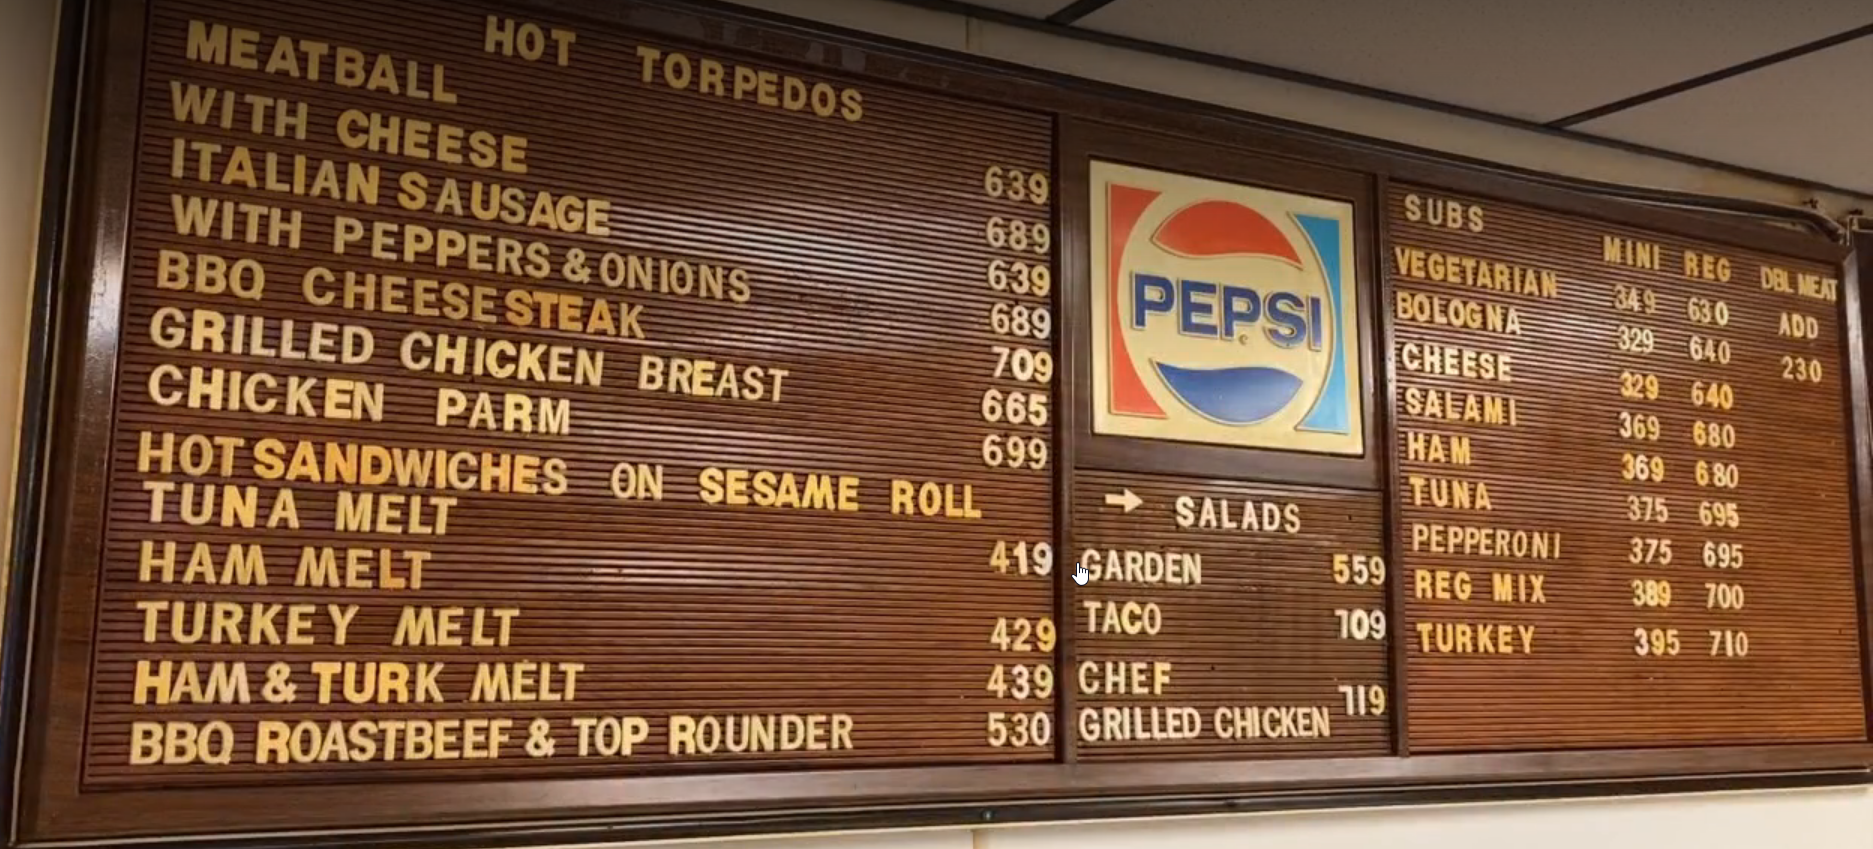 HOT TORPEDOS
MEATBALL 639
WITH CHEESE 689
ITALIAN SAUSAGE 639
WITH PEPPERS & ONIONS 689
BBQ CHEESESTEAK 709
GRILLED CHICKEN BREAST 665
CHICKEN PARM 699
HOT SANDWICHES ON SESAME ROLL
TUNA MELT 419
HAM MELT
TURKEY MELT 429
HAM & TURK MELT 439
BBQ ROASTBEEF & TOP ROUNDER 530
PEPSI
→ SALADS
GARDEN 559
TACO 709
CHEF 719
GRILLED CHICKEN
SUBS MINI REG DBL MEAT
VEGETARIAN 349 630 ADD
BOLOGNA 329 640 230
CHEESE 329 640
SALAMI 369 680
HAM 369 680
TUNA 375 695
PEPPERONI 375 695
REG MIX 389 700
TURKEY 395 710